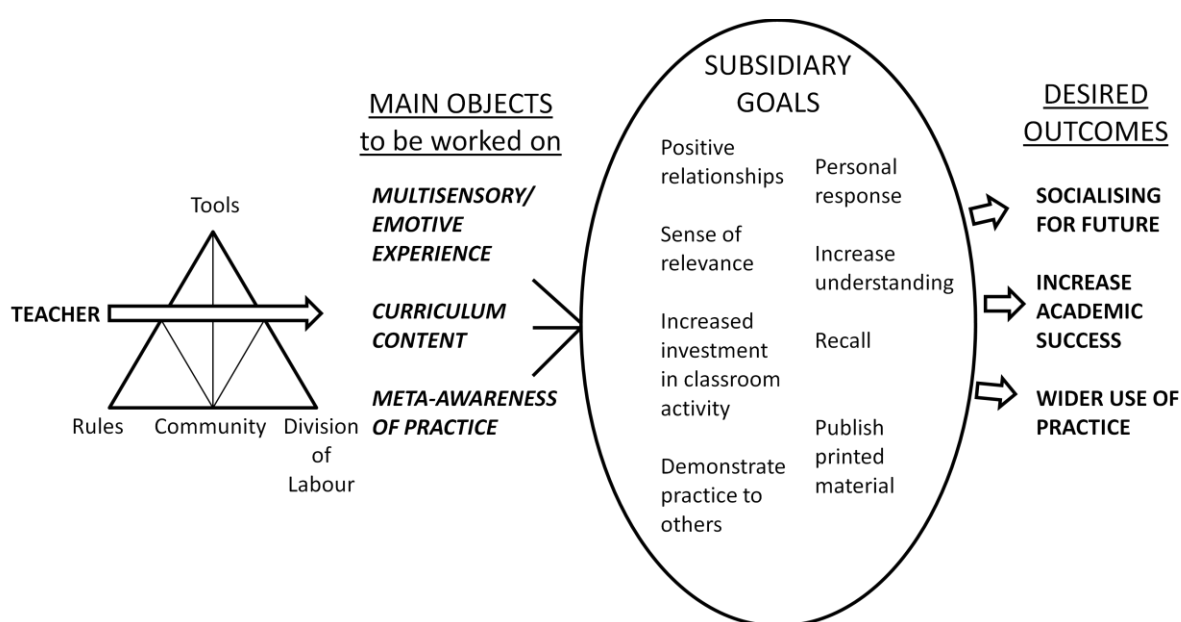 Tools
TEACHER
Rules
Community
Division
of
Labour
MAIN OBJECTS
to be worked on
MULTISENSORY/
EMOTIVE
EXPERIENCE
CURRICULUM
CONTENT
META-AWARENESS
OF PRACTICE
SUBSIDIARY
GOALS
Positive
relationships
Sense of
relevance
Increased
investment
in classroom
activity
Demonstrate
practice to
others
Personal
response
Increase
understanding
Recall
Publish
printed
material
DESIRED
OUTCOMES
SOCIALISING
FOR FUTURE
INCREASE
ACADEMIC
SUCCESS
WIDER USE OF
PRACTICE